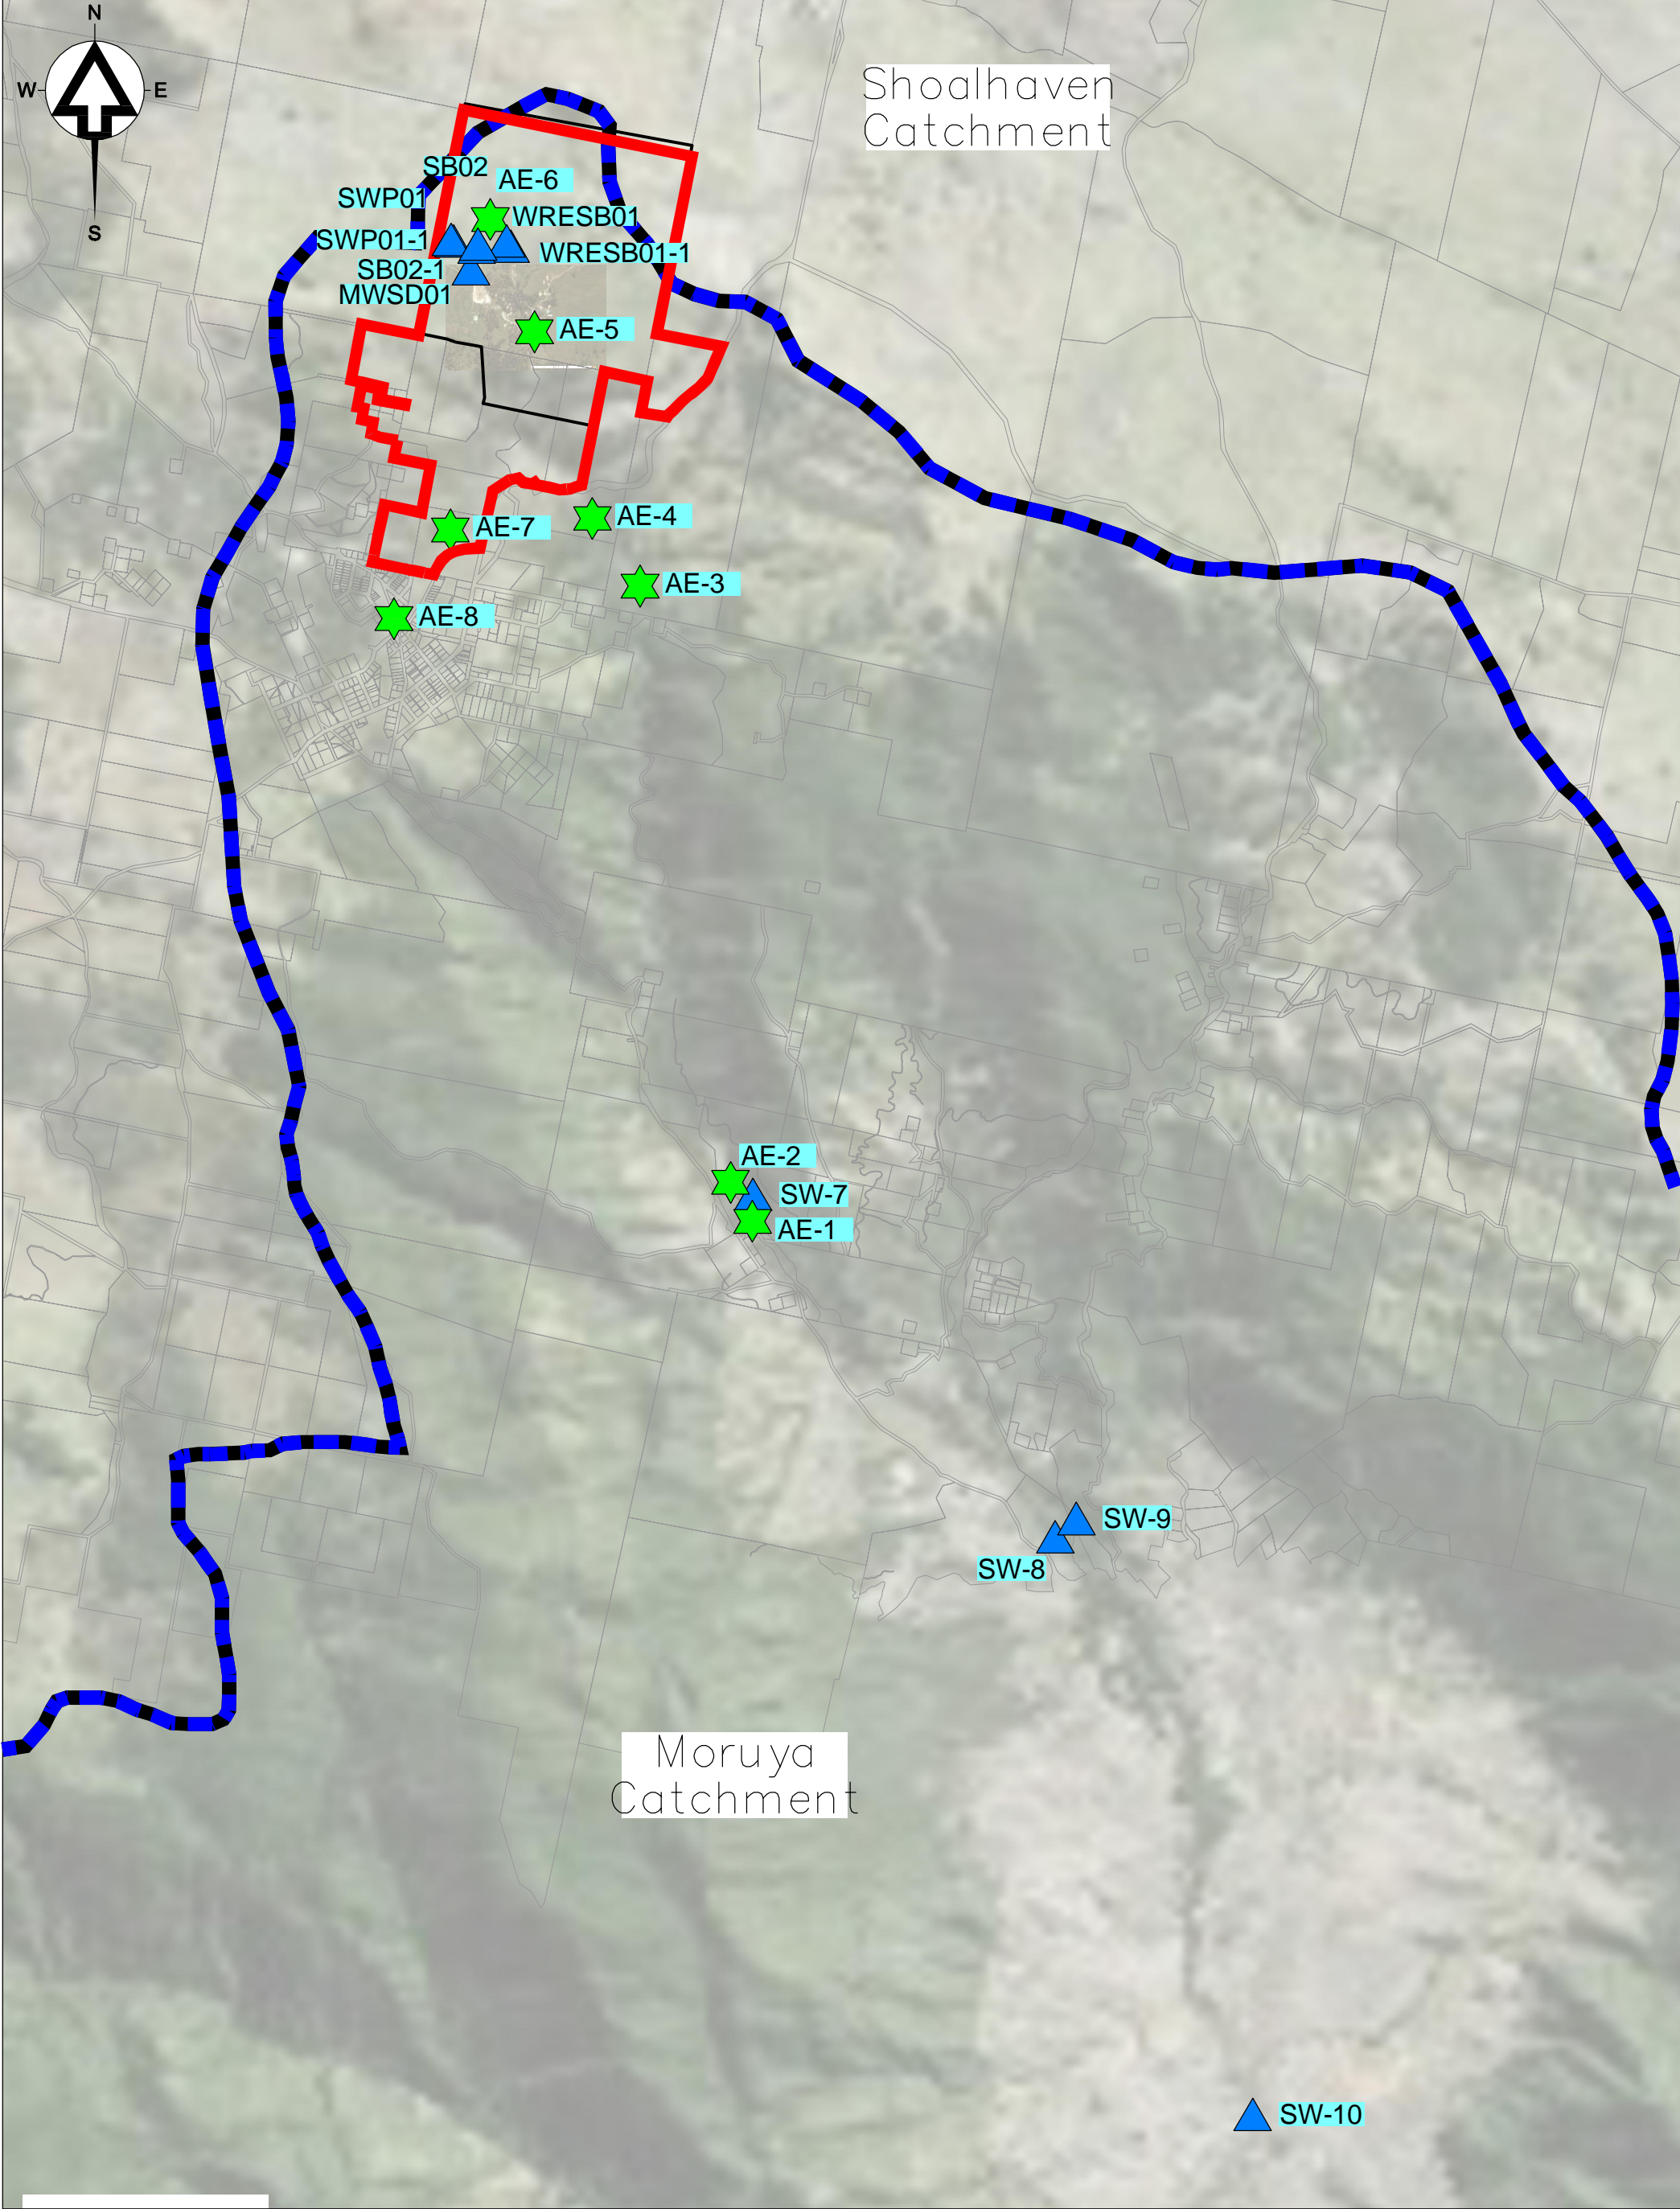 N
W
E
S
Shoalhaven
Catchment
SB02
AE-6
SWP01
WRESB01
SWP01-1
WRESB01-1
SB02-1
MWSD01
AE-5
AE-4
AE-7
AE-3
AE-8
AE-2
SW-7
AE-1
SW-9
SW-8
Moruya
Catchment
SW-10